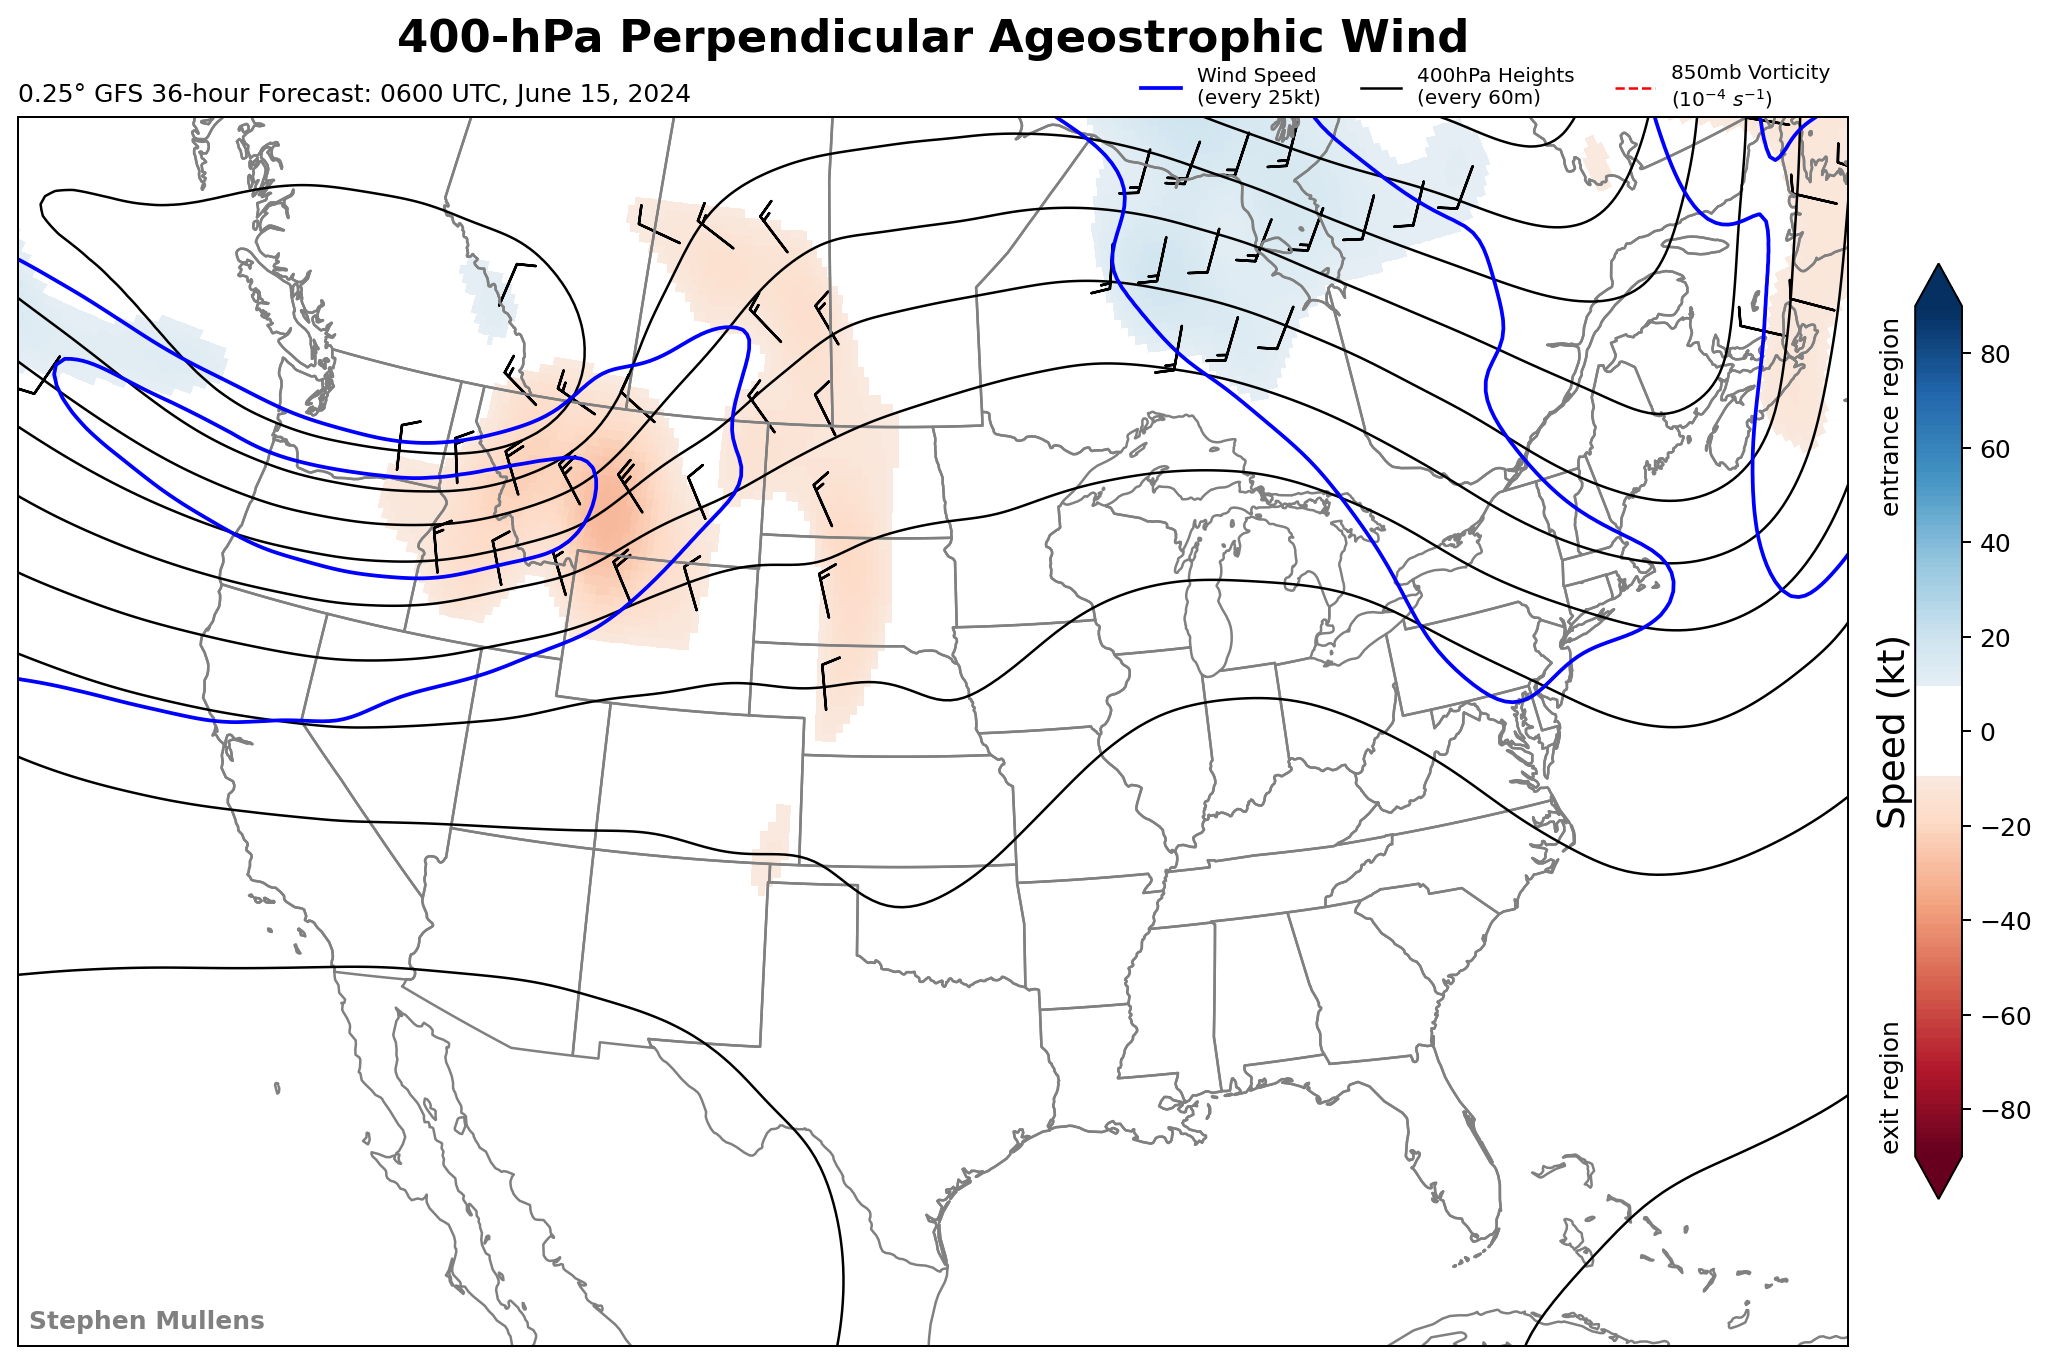 400-hPa Perpendicular Ageostrophic Wind
0.25° GFS 36-hour Forecast: 0600 UTC, June 15, 2024
Wind Speed
(every 25kt)
400hPa Heights
(every 60m)
850mb Vorticity
(10⁻⁴ s⁻¹)
entrance region
Speed (kt)
exit region
80
60
40
20
0
−20
−40
−60
−80
Stephen Mullens